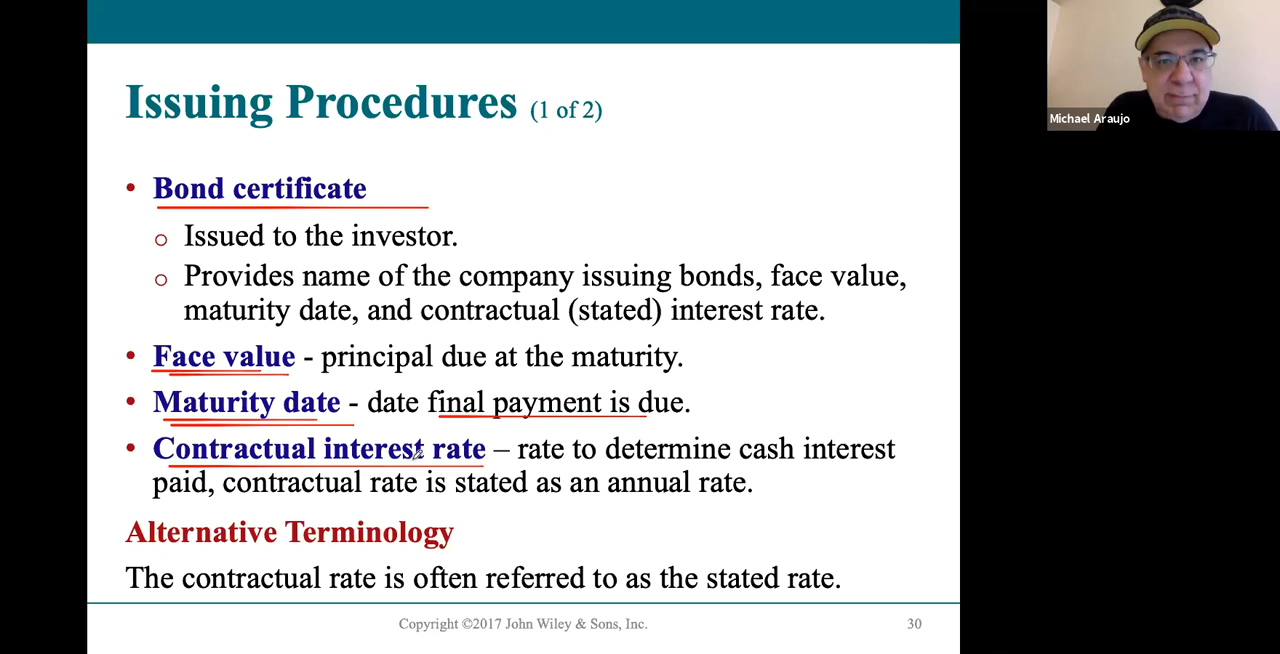 Issuing Procedures (1 of 2)
• Bond certificate
o Issued to the investor.
o Provides name of the company issuing bonds, face value,
maturity date, and contractual (stated) interest rate.
• Face value - principal due at the maturity.
• Maturity date - date final payment is due.
• Contractual interest rate – rate to determine cash interest
paid, contractual rate is stated as an annual rate.
Alternative Terminology
The contractual rate is often referred to as the stated rate.
Copyright ©2017 John Wiley & Sons, Inc.
30
Michael Araujo